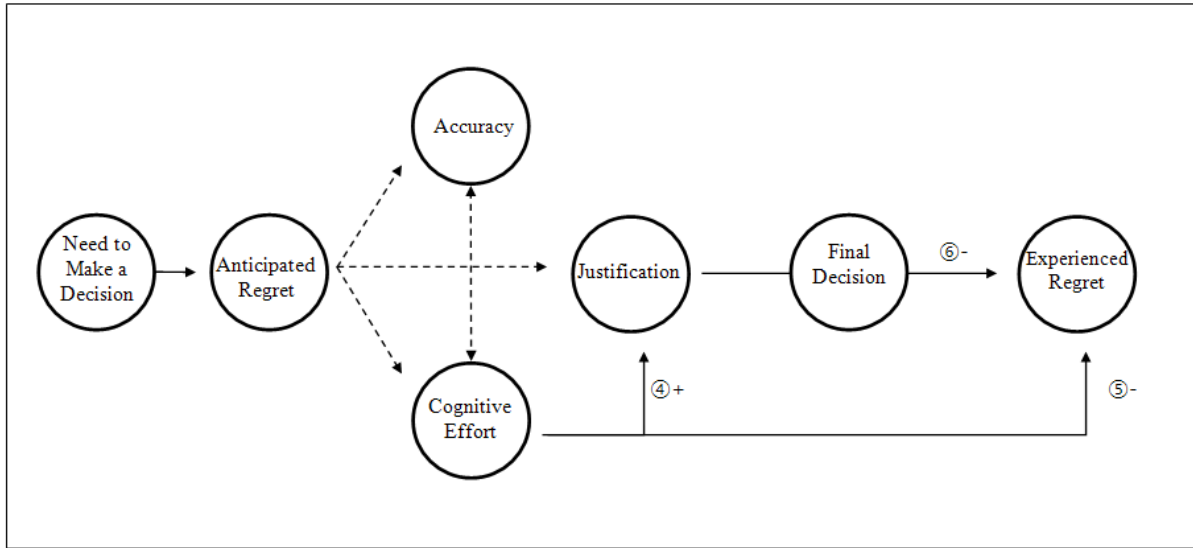 Accuracy
Need to
Make a
Decision
Anticipated
Regret
Justification
Final
Decision
⑥-
Experienced
Regret
④+
⑤-
Cognitive
Effort